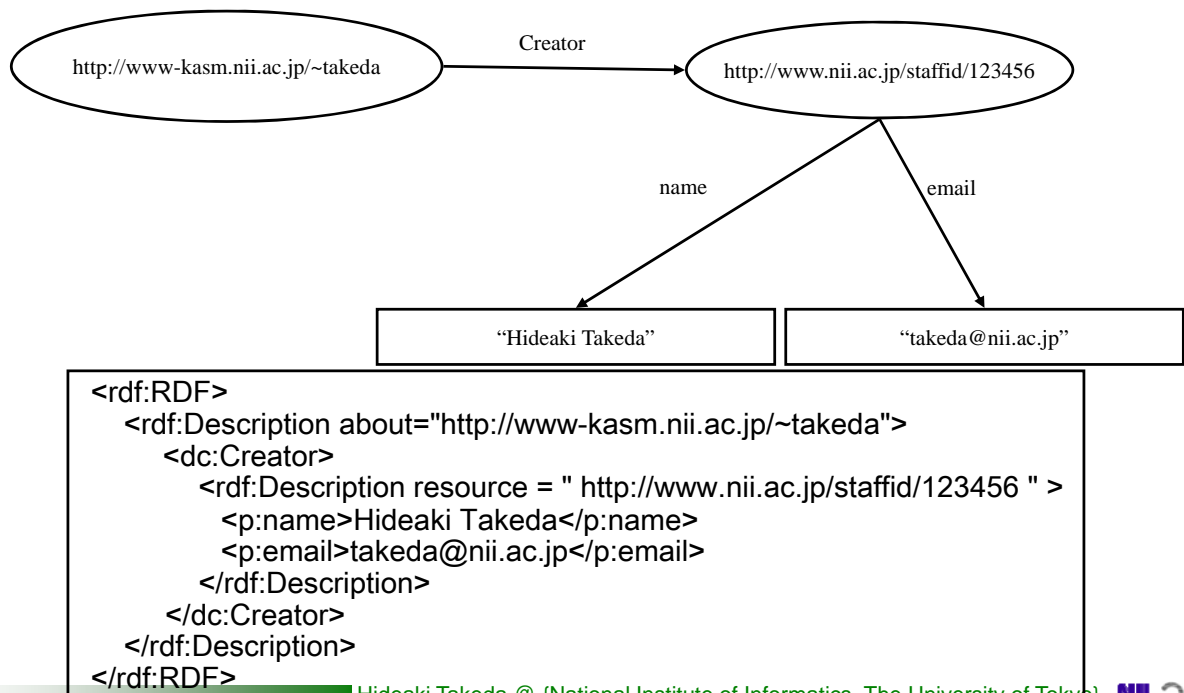 Creator
http://www-kasm.nii.ac.jp/~takeda
http://www.nii.ac.jp/staffid/123456
name
email
“Hideaki Takeda”
“takeda@nii.ac.jp”
<rdf:RDF>
<rdf:Description about="http://www-kasm.nii.ac.jp/~takeda">
<dc:Creator>
<rdf:Description resource = " http://www.nii.ac.jp/staffid/123456 " >
<p:name>Hideaki Takeda</p:name>
<p:email>takeda@nii.ac.jp</p:email>
</rdf:Description>
</dc:Creator>
</rdf:Description>
</rdf:RDF>
Hideaki Takeda @ {National Institute of Informatics, The University of Tokyo}
NII